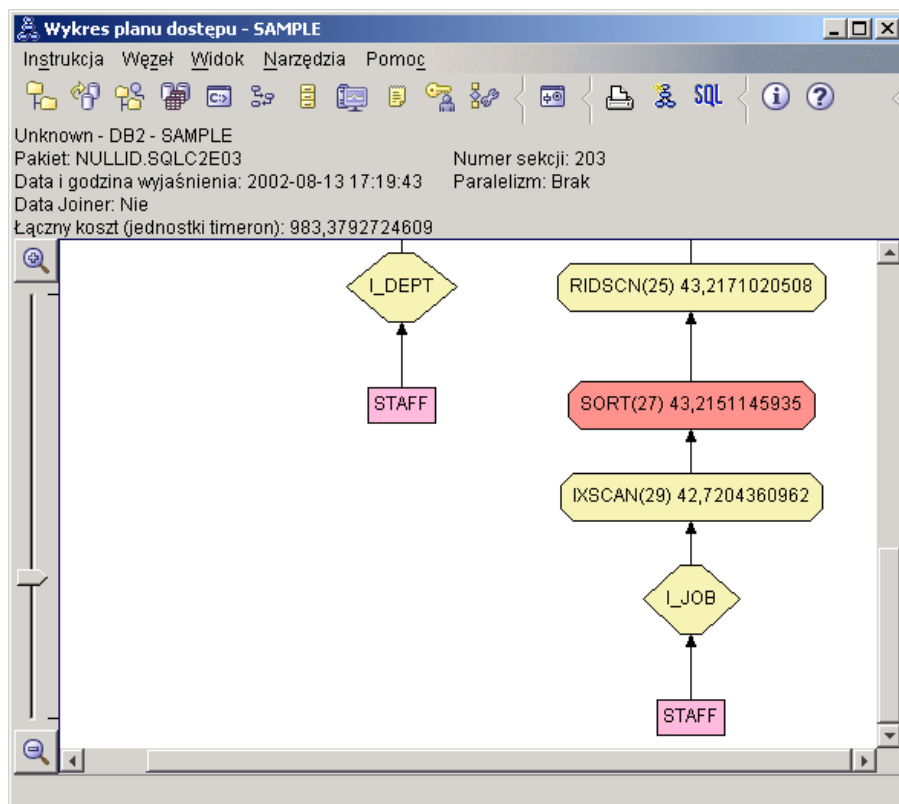 Wykres planu dostępu - SAMPLE
Instrukcja Węzeł Widok Narzędzia Pomoc
C:\> SQL
Unknown - DB2 - SAMPLE
Pakiet: NULLID.SQLC2E03 Numer sekcji: 203
Data i godzina wyjaśnienia: 2002-08-13 17:19:43 Paralelizm: Brak
Data Joiner: Nie
Łączny koszt (jednostki timeron): 983,3792724609
I_DEPT RIDSCN(25) 43,2171020508
STAFF SORT(27) 43,2151145935
IXSCAN(29) 42,7204360962
I_JOB
STAFF